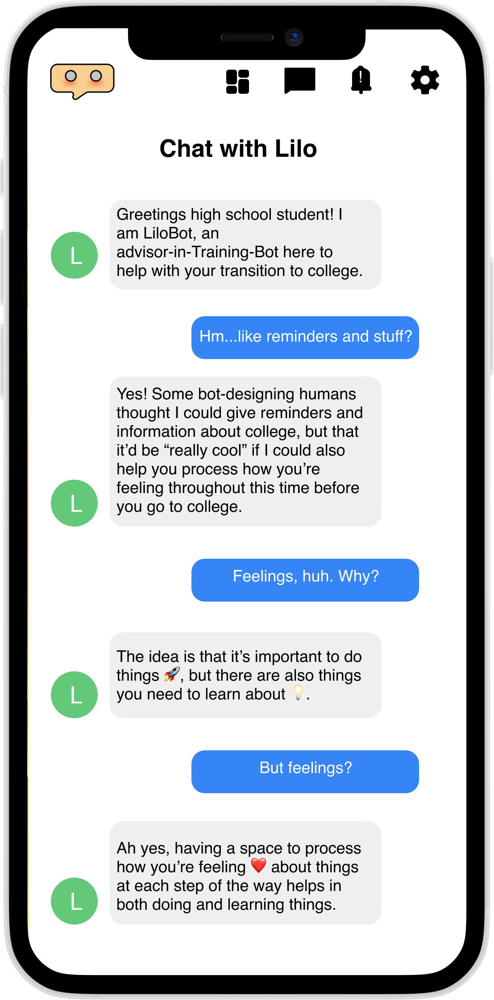 !
Chat with Lilo
Greetings high school student! I
am LiloBot, an
advisor-in-Training-Bot here to
help with your transition to college.
L
Hm...like reminders and stuff?
Yes! Some bot-designing humans
thought I could give reminders and
information about college, but that
it’d be “really cool” if I could also
help you process how you’re
feeling throughout this time before
you go to college.
L
Feelings, huh. Why?
The idea is that it’s important to do
things 🚀, but there are also things
you need to learn about 💡.
L
But feelings?
Ah yes, having a space to process
how you’re feeling ❤️ about things
at each step of the way helps in
both doing and learning things.
L